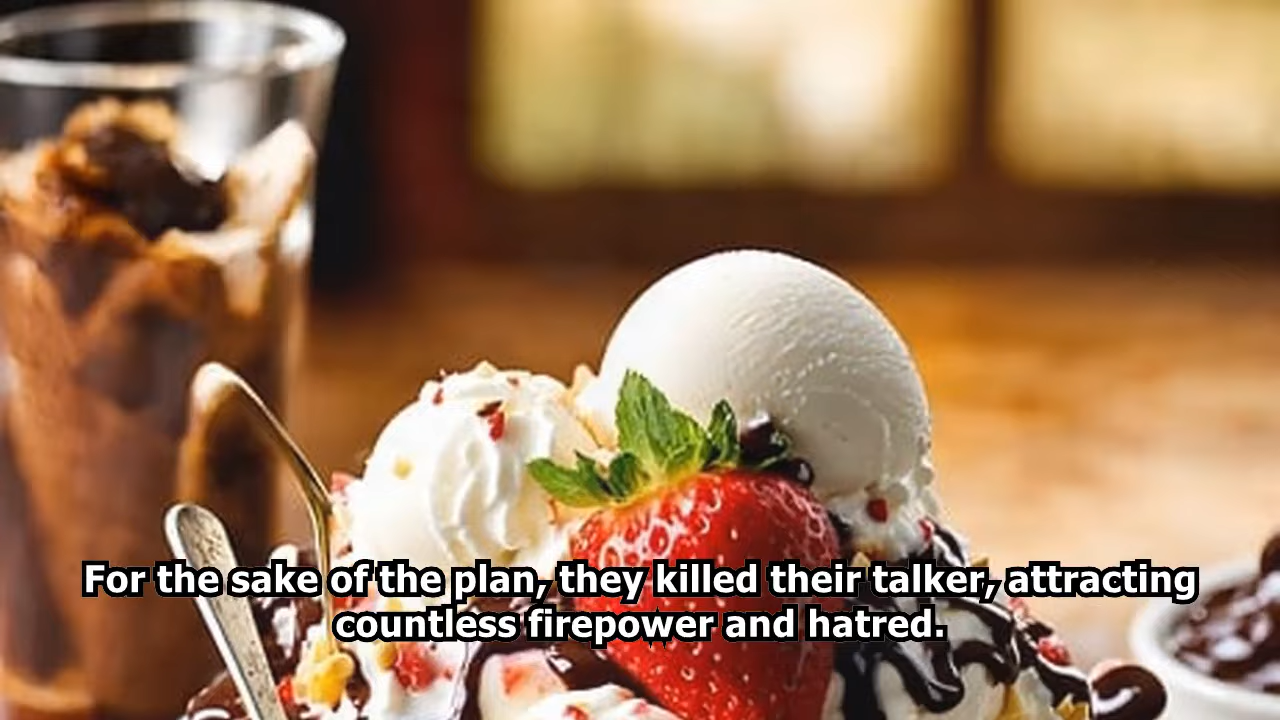 For the sake of the plan, they killed their talker, attracting
countless firepower and hatred.